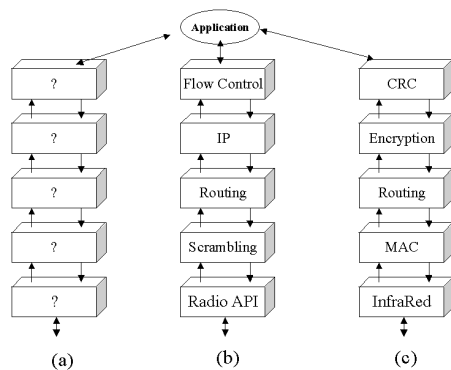 Application
?
?
?
?
?
Flow Control
IP
Routing
Scrambling
Radio API
CRC
Encryption
Routing
MAC
InfraRed
(a)
(b)
(c)